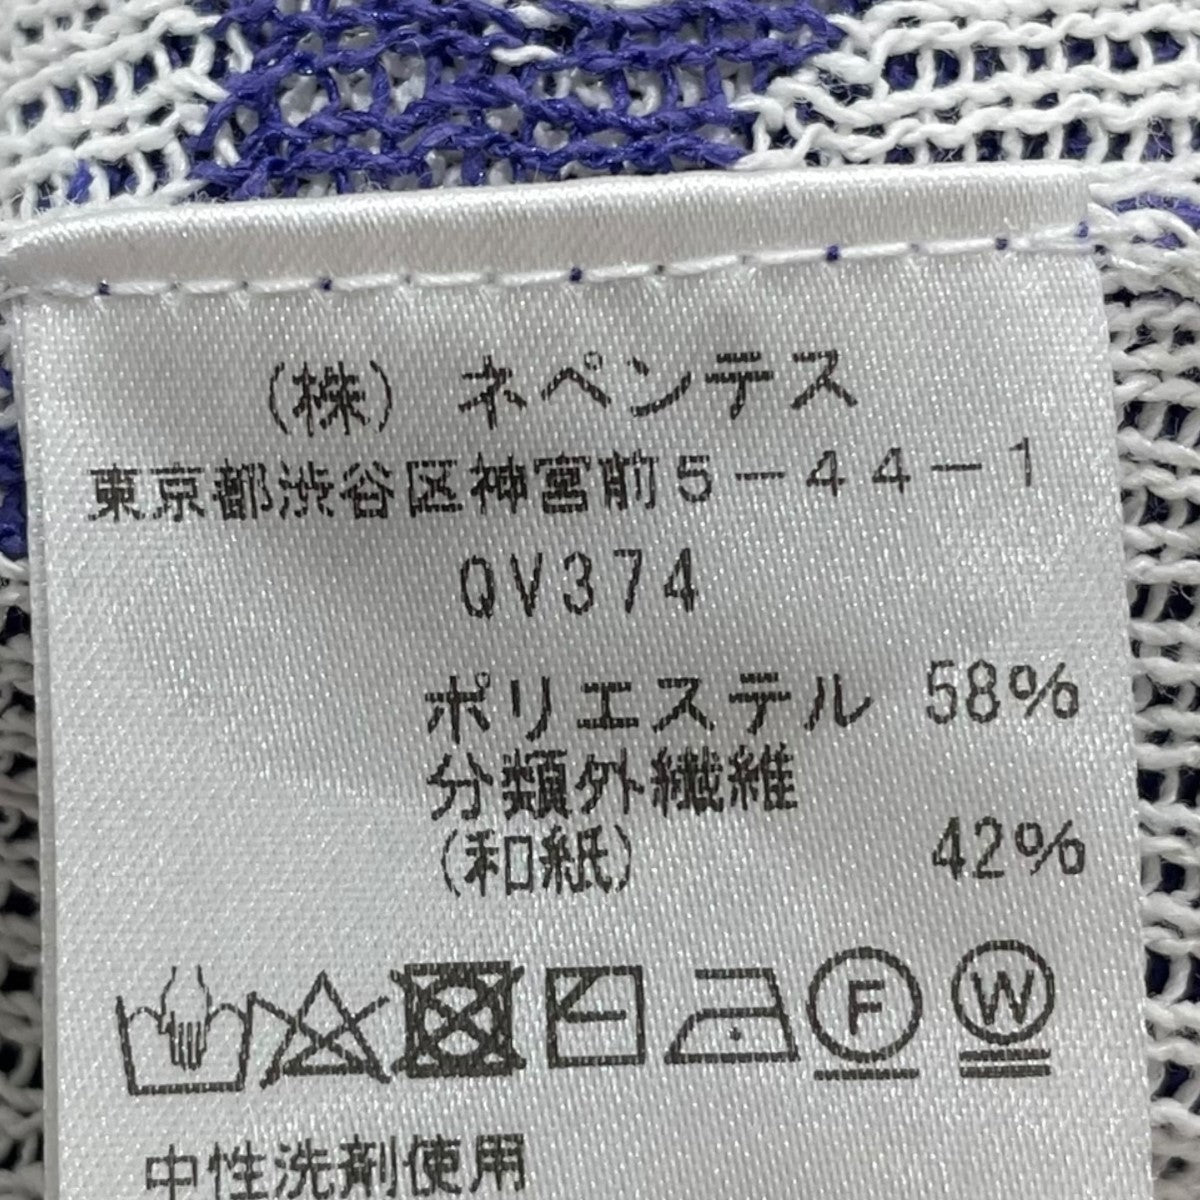 (株) ネペンテス
東京都渋谷区神宮前5-44-1
QV374
ポリエステル 58%
分類外繊維
(和紙) 42%
F W
中性洗剤使用